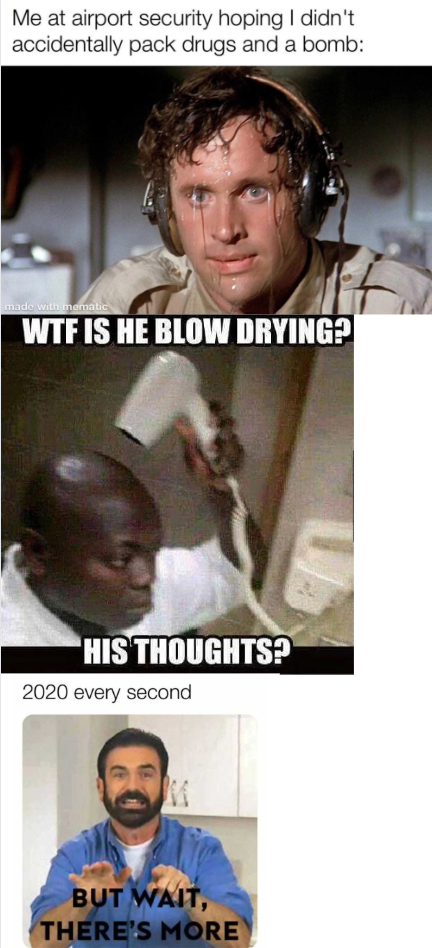 Me at airport security hoping I didn't
accidentally pack drugs and a bomb:
made with mematic
WTF IS HE BLOW DRYING?
HIS THOUGHTS?
2020 every second
BUT WAIT,
THERE'S MORE